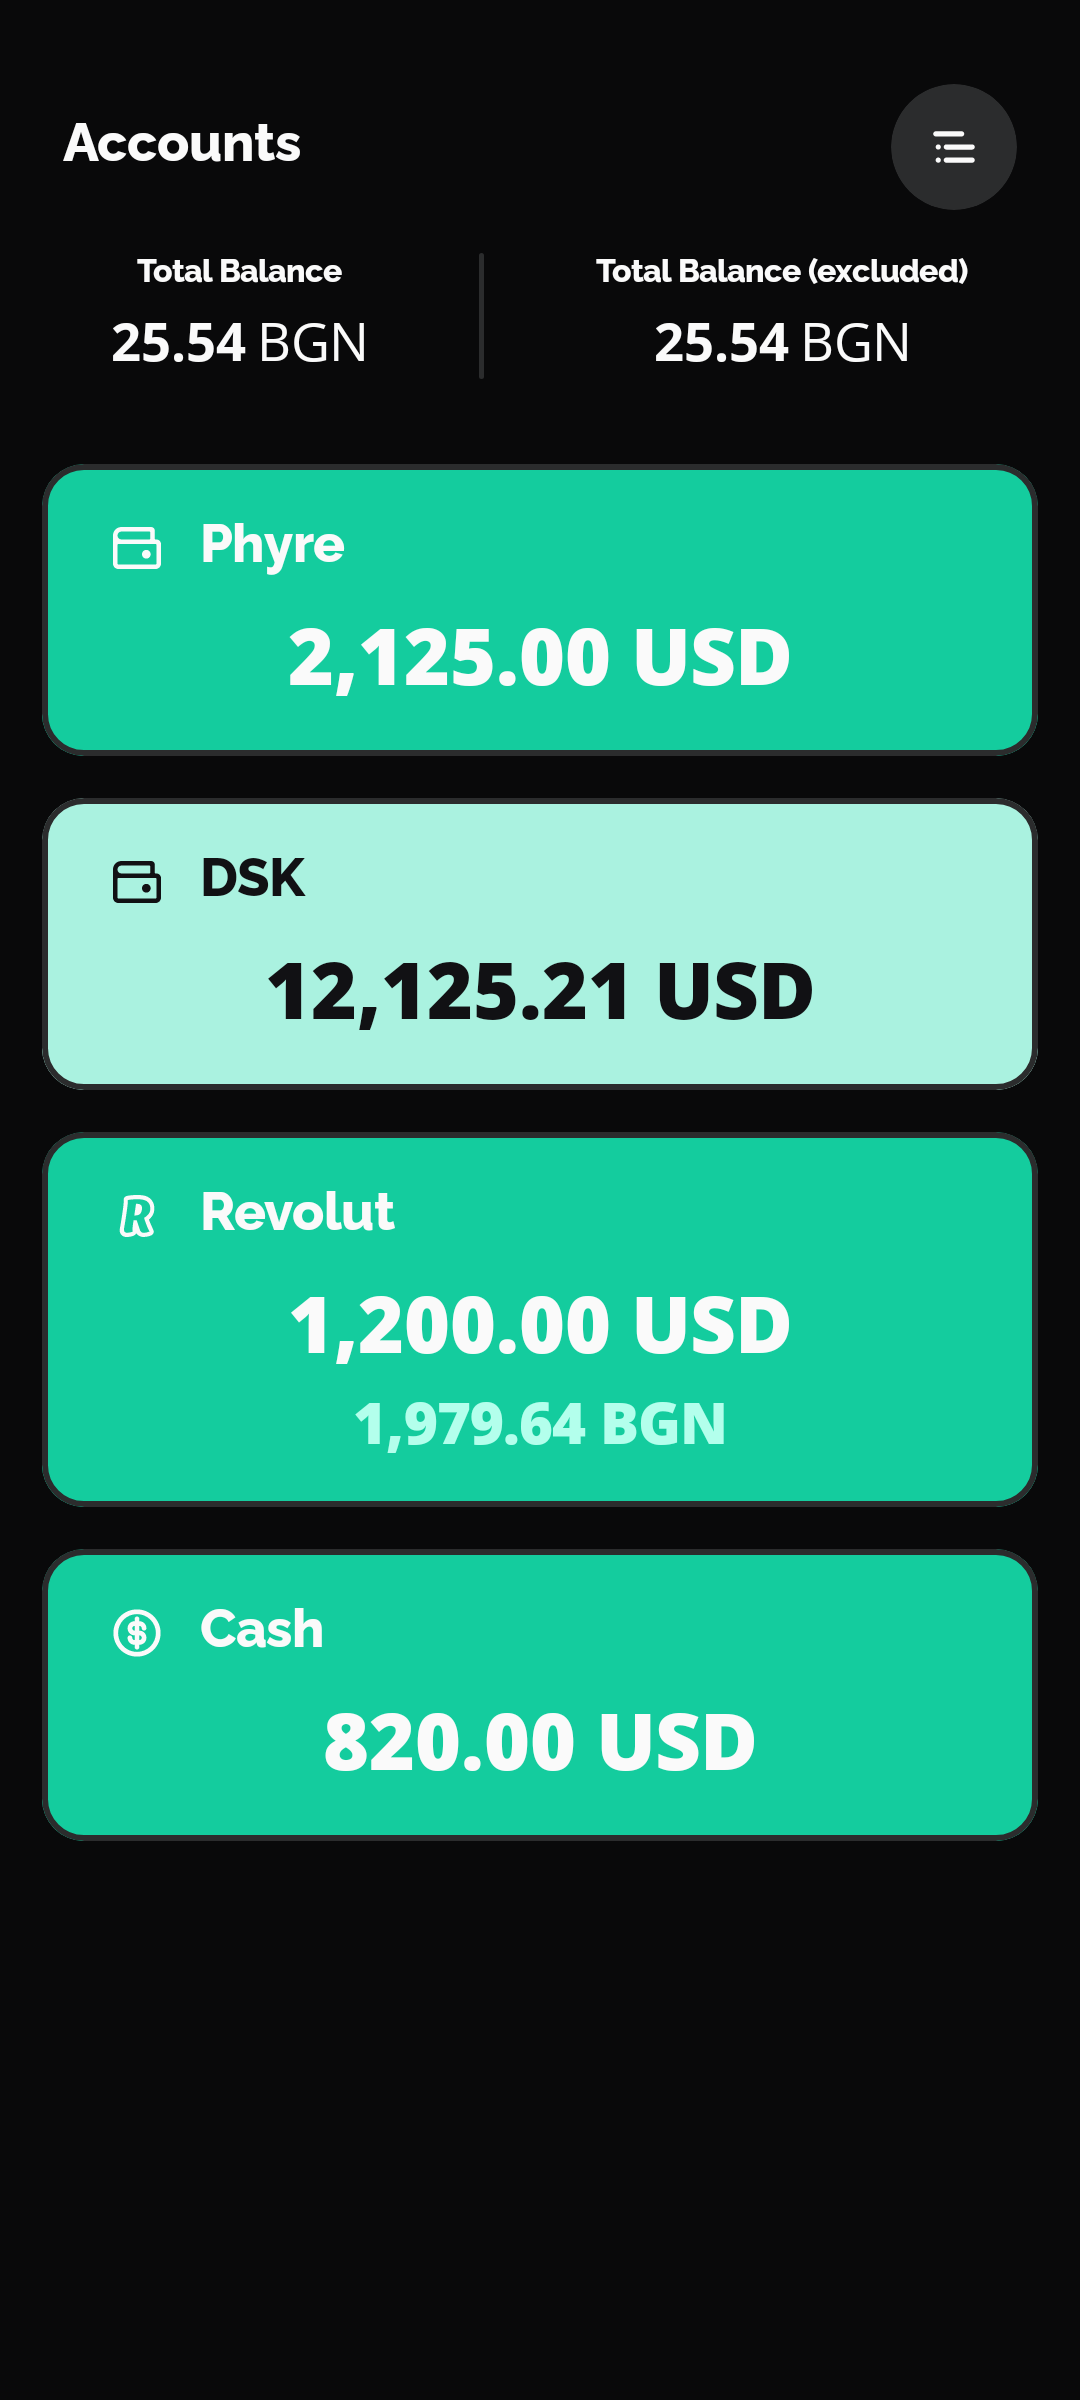 Accounts
Total Balance
25.54 BGN
Total Balance (excluded)
25.54 BGN
Phyre
2,125.00 USD
DSK
12,125.21 USD
Revolut
1,200.00 USD
1,979.64 BGN
Cash
820.00 USD